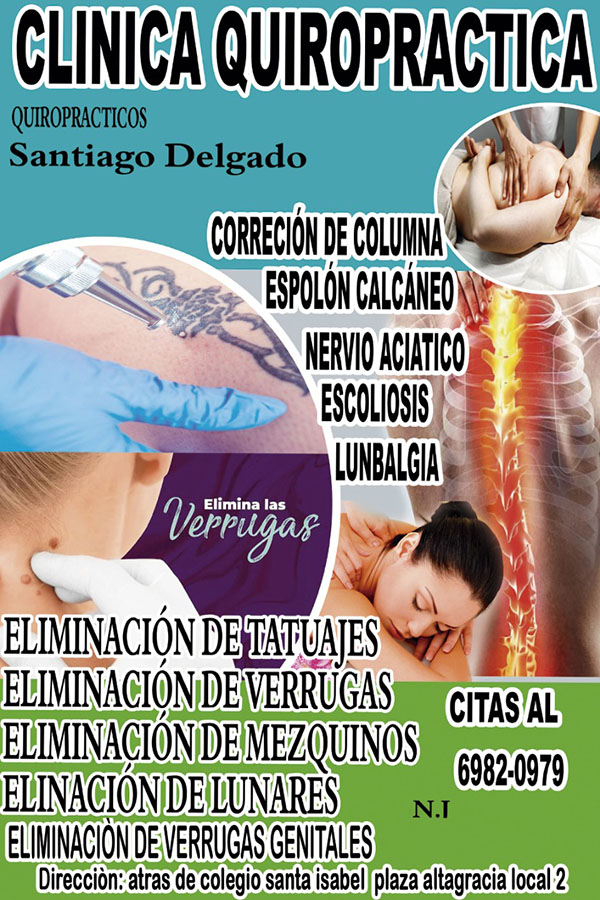 CLINICA QUIROPRACTICA
QUIROPRACTICOS
Santiago Delgado
CORRECIÓN DE COLUMNA
ESPOLÓN CALCÁNEO
NERVIO ACIATICO
ESCOLIOSIS
LUNBALGIA
Elimina las
Verrugas
ELIMINACIÓN DE TATUAJES
ELIMINACIÓN DE VERRUGAS
ELIMINACIÓN DE MEZQUINOS
ELINACIÓN DE LUNARES
ELIMINACIÒN DE VERRUGAS GENITALES
CITAS AL
6982-0979
N.I
Direcciòn: atras de colegio santa isabel plaza altagracia local 2